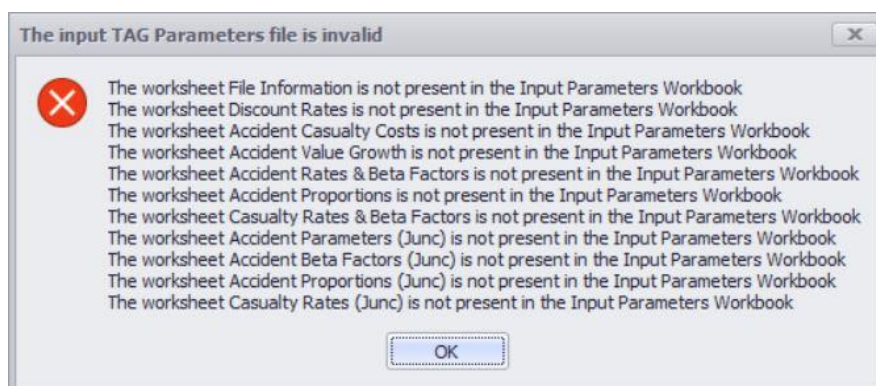 The input TAG Parameters file is invalid
The worksheet File Information is not present in the Input Parameters Workbook
The worksheet Discount Rates is not present in the Input Parameters Workbook
The worksheet Accident Casualty Costs is not present in the Input Parameters Workbook
The worksheet Accident Value Growth is not present in the Input Parameters Workbook
The worksheet Accident Rates & Beta Factors is not present in the Input Parameters Workbook
The worksheet Accident Proportions is not present in the Input Parameters Workbook
The worksheet Casualty Rates & Beta Factors is not present in the Input Parameters Workbook
The worksheet Accident Parameters (Junc) is not present in the Input Parameters Workbook
The worksheet Accident Beta Factors (Junc) is not present in the Input Parameters Workbook
The worksheet Accident Proportions (Junc) is not present in the Input Parameters Workbook
The worksheet Casualty Rates (Junc) is not present in the Input Parameters Workbook
OK